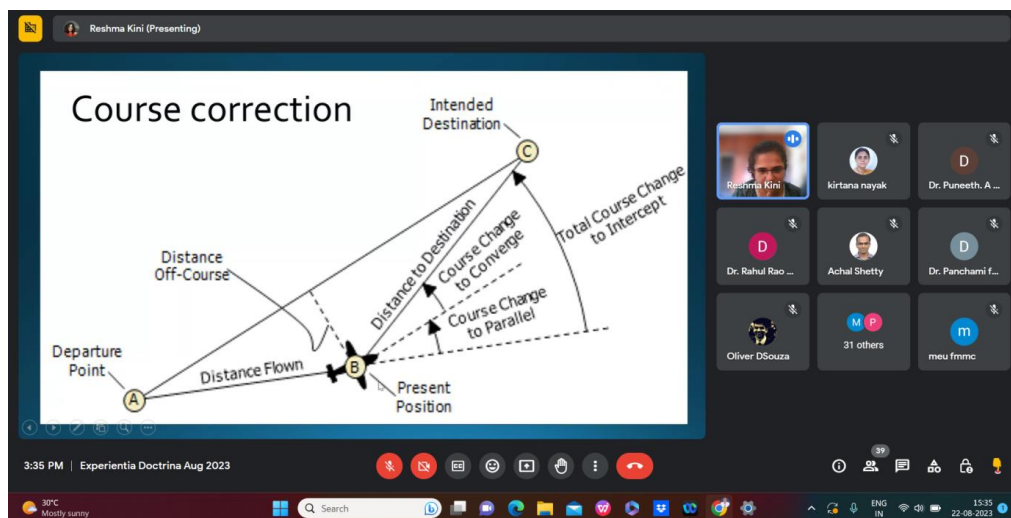 Reshma Kini (Presenting)
Course correction
Intended
Destination
C
Distance to Destination
Course Change
to Converge
Total Course Change
to Intercept
Distance
Off-Course
Course Change
to Parallel
Departure
Point
Distance Flown
B
A
Present
Position
Reshma Kini
kirtana nayak
D
Dr. Puneeth. A ...
D
Dr. Rahul Rao ...
Achal Shetty
D
Dr. Panchami f...
Oliver DSouza
M P
31 others
m
meu fmmc
3:35 PM | Experientia Doctrina Aug 2023
CC
39
30°C
Mostly sunny
Search
ENG
IN
15:35
22-08-2023